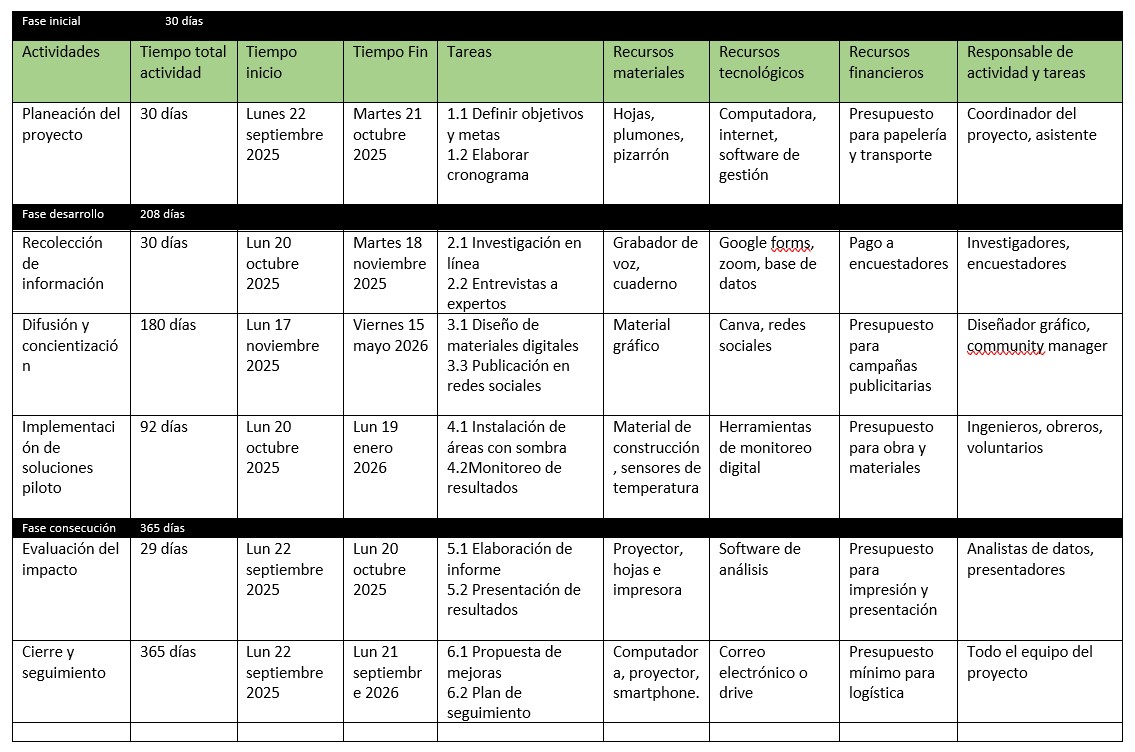 Fase inicial 30 días
Actividades
Tiempo total
actividad
Tiempo
inicio
Tiempo Fin
Tareas
Recursos
materiales
Recursos
tecnológicos
Recursos
financieros
Responsable de
actividad y tareas
Planeación del
proyecto
30 días
Lunes 22
septiembre
2025
Martes 21
octubre
2025
1.1 Definir objetivos
y metas
1.2 Elaborar
cronograma
Hojas,
plumones,
pizarrón
Computadora,
internet,
software de
gestión
Presupuesto
para papelería
y transporte
Coordinador del
proyecto, asistente
Fase desarrollo 208 días
Recolección
de
información
30 días
Lun 20
octubre
2025
Martes 18
noviembre
2025
2.1 Investigación en
línea
2.2 Entrevistas a
expertos
Grabador de
voz,
cuaderno
Google forms,
zoom, base de
datos
Pago a
encuestadores
Investigadores,
encuestadores
Difusión y
concientizació
n
180 días
Lun 17
noviembre
2025
Viernes 15
mayo 2026
3.1 Diseño de
materiales digitales
3.3 Publicación en
redes sociales
Material
gráfico
Canva, redes
sociales
Presupuesto
para
campañas
publicitarias
Diseñador gráfico,
community manager
Implementaci
ón de
soluciones
piloto
92 días
Lun 20
octubre
2025
Lun 19
enero
2026
4.1 Instalación de
áreas con sombra
4.2Monitoreo de
resultados
Material de
construcción
, sensores de
temperatura
Herramientas
de monitoreo
digital
Presupuesto
para obra y
materiales
Ingenieros, obreros,
voluntarios
Fase consecución 365 días
Evaluación del
impacto
29 días
Lun 22
septiembre
2025
Lun 20
octubre
2025
5.1 Elaboración de
informe
5.2 Presentación de
resultados
Proyector,
hojas e
impresora
Software de
análisis
Presupuesto
para
impresión y
presentación
Analistas de datos,
presentadores
Cierre y
seguimiento
365 días
Lun 22
septiembre
2025
Lun 21
septiembr
e 2026
6.1 Propuesta de
mejoras
6.2 Plan de
seguimiento
Computador
a, proyector,
smartphone.
Correo
electrónico o
drive
Presupuesto
mínimo para
logística
Todo el equipo del
proyecto